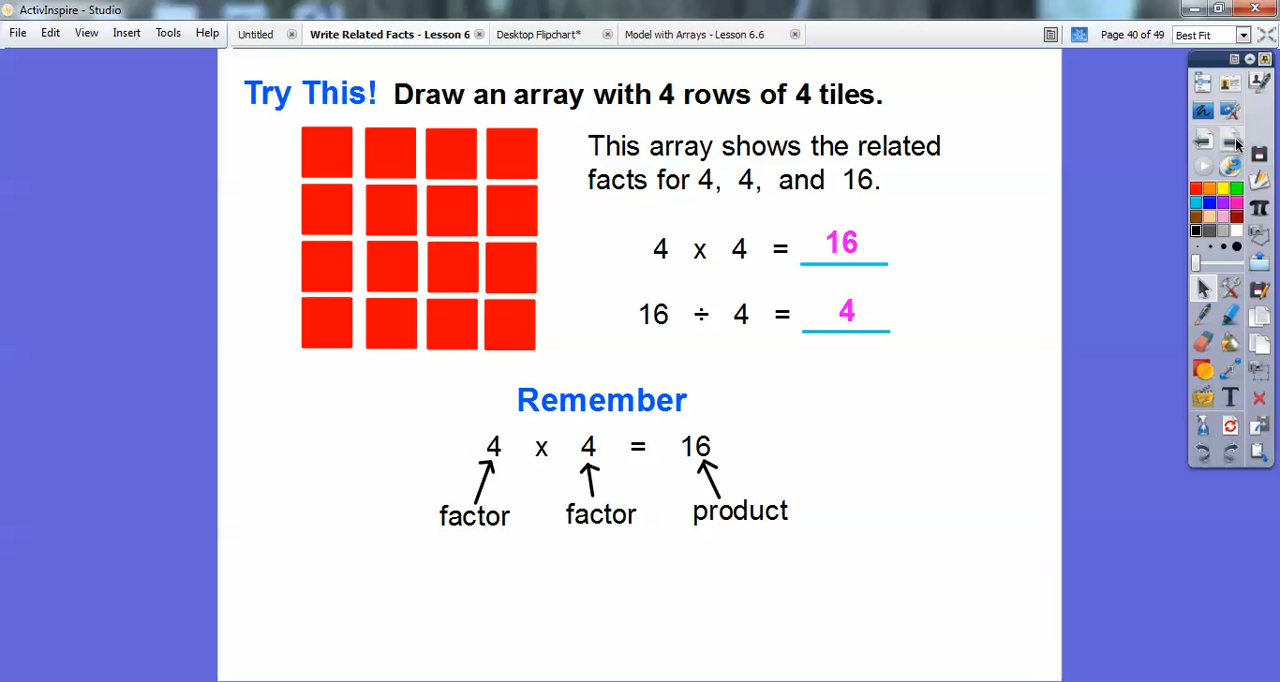 ActivInspire - Studio
File Edit View Insert Tools Help
Untitled Write Related Facts - Lesson 6 Desktop Flipchart* Model with Arrays - Lesson 6.6 Page 40 of 49 Best Fit
Try This! Draw an array with 4 rows of 4 tiles.
This array shows the related
facts for 4, 4, and 16.
4 x 4 = 16
16 ÷ 4 = 4
Remember
4 x 4 = 16
factor factor product